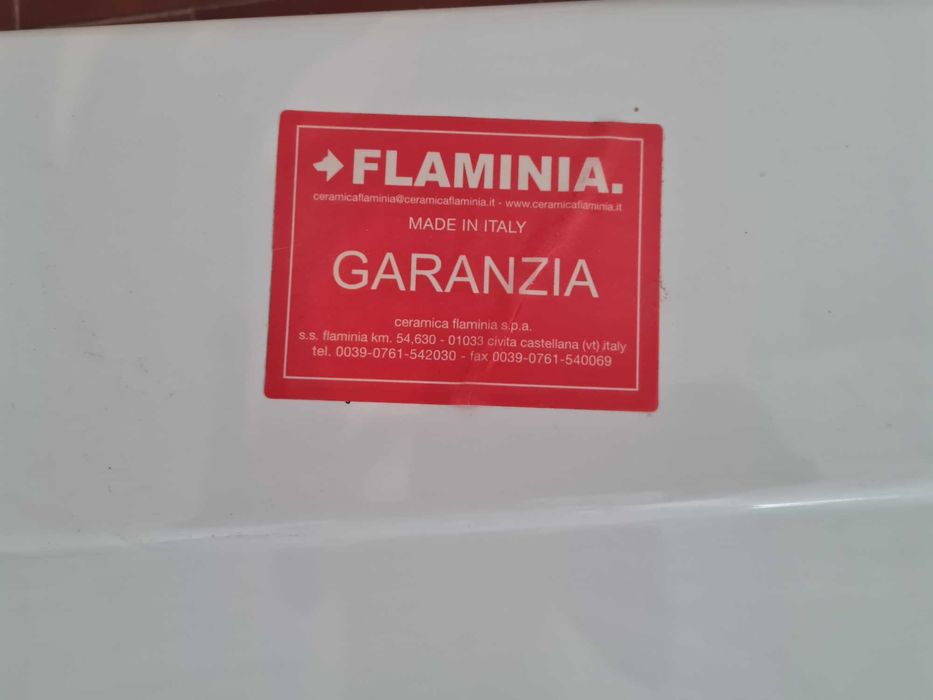 FLAMINIA.
ceramicaflaminia@ceramicaflaminia.it - www.ceramicaflaminia.it
MADE IN ITALY
GARANZIA
ceramica flaminia s.p.a.
s.s. flaminia km. 54,630 - 01033 civita castellana (vt) italy
tel. 0039-0761-542030 - fax 0039-0761-540069